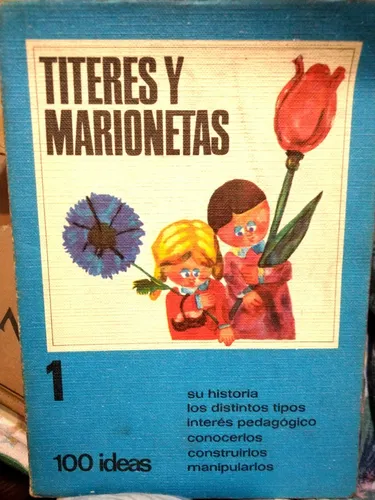 TITERES Y
MARIONETAS
1
su historia
los distintos tipos
interés pedagógico
conocerlos
construirlos
manipularlos
100 ideas